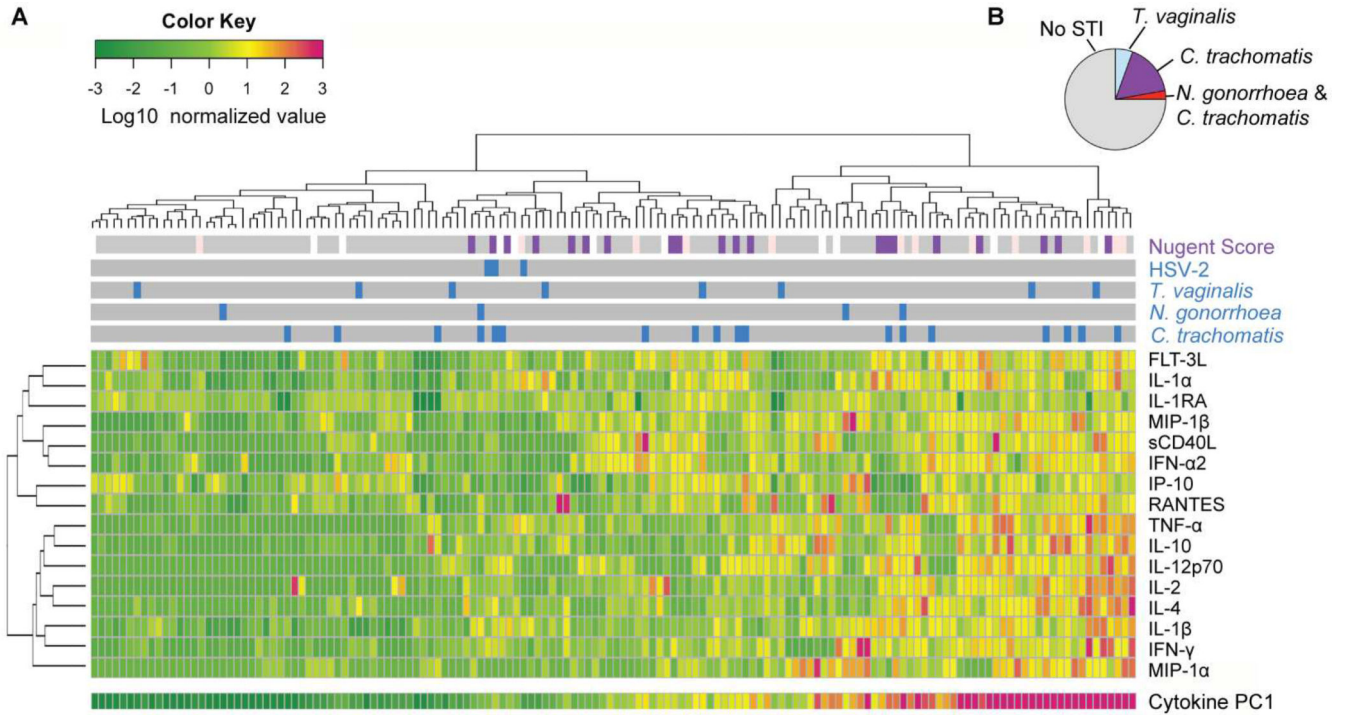 A
Color Key
-3 -2 -1 0 1 2 3
Log10 normalized value
B
No STI
T. vaginalis
C. trachomatis
N. gonorrhoea &
C. trachomatis
Nugent Score
HSV-2
T. vaginalis
N. gonorrhoea
C. trachomatis
FLT-3L
IL-1α
IL-1RA
MIP-1β
sCD40L
IFN-α2
IP-10
RANTES
TNF-α
IL-10
IL-12p70
IL-2
IL-4
IL-1β
IFN-γ
MIP-1α
Cytokine PC1